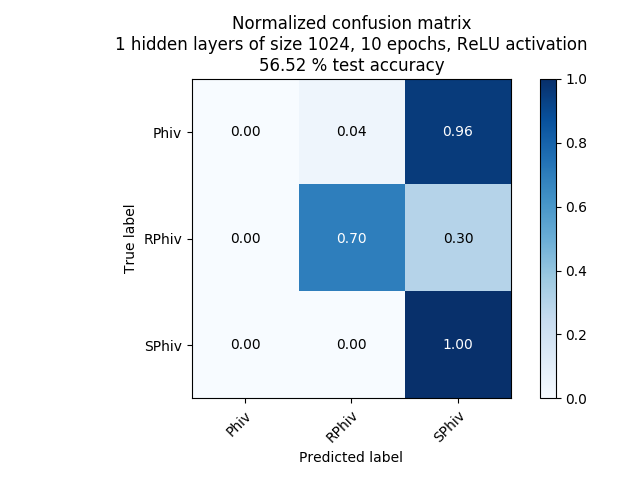 Normalized confusion matrix
1 hidden layers of size 1024, 10 epochs, ReLU activation
56.52 % test accuracy
1.0
Phiv 0.00 0.04 0.96
0.8
0.6
True label
RPhiv 0.00 0.70 0.30
0.4
0.2
SPhiv 0.00 0.00 1.00
0.0
Phiv RPhiv SPhiv
Predicted label